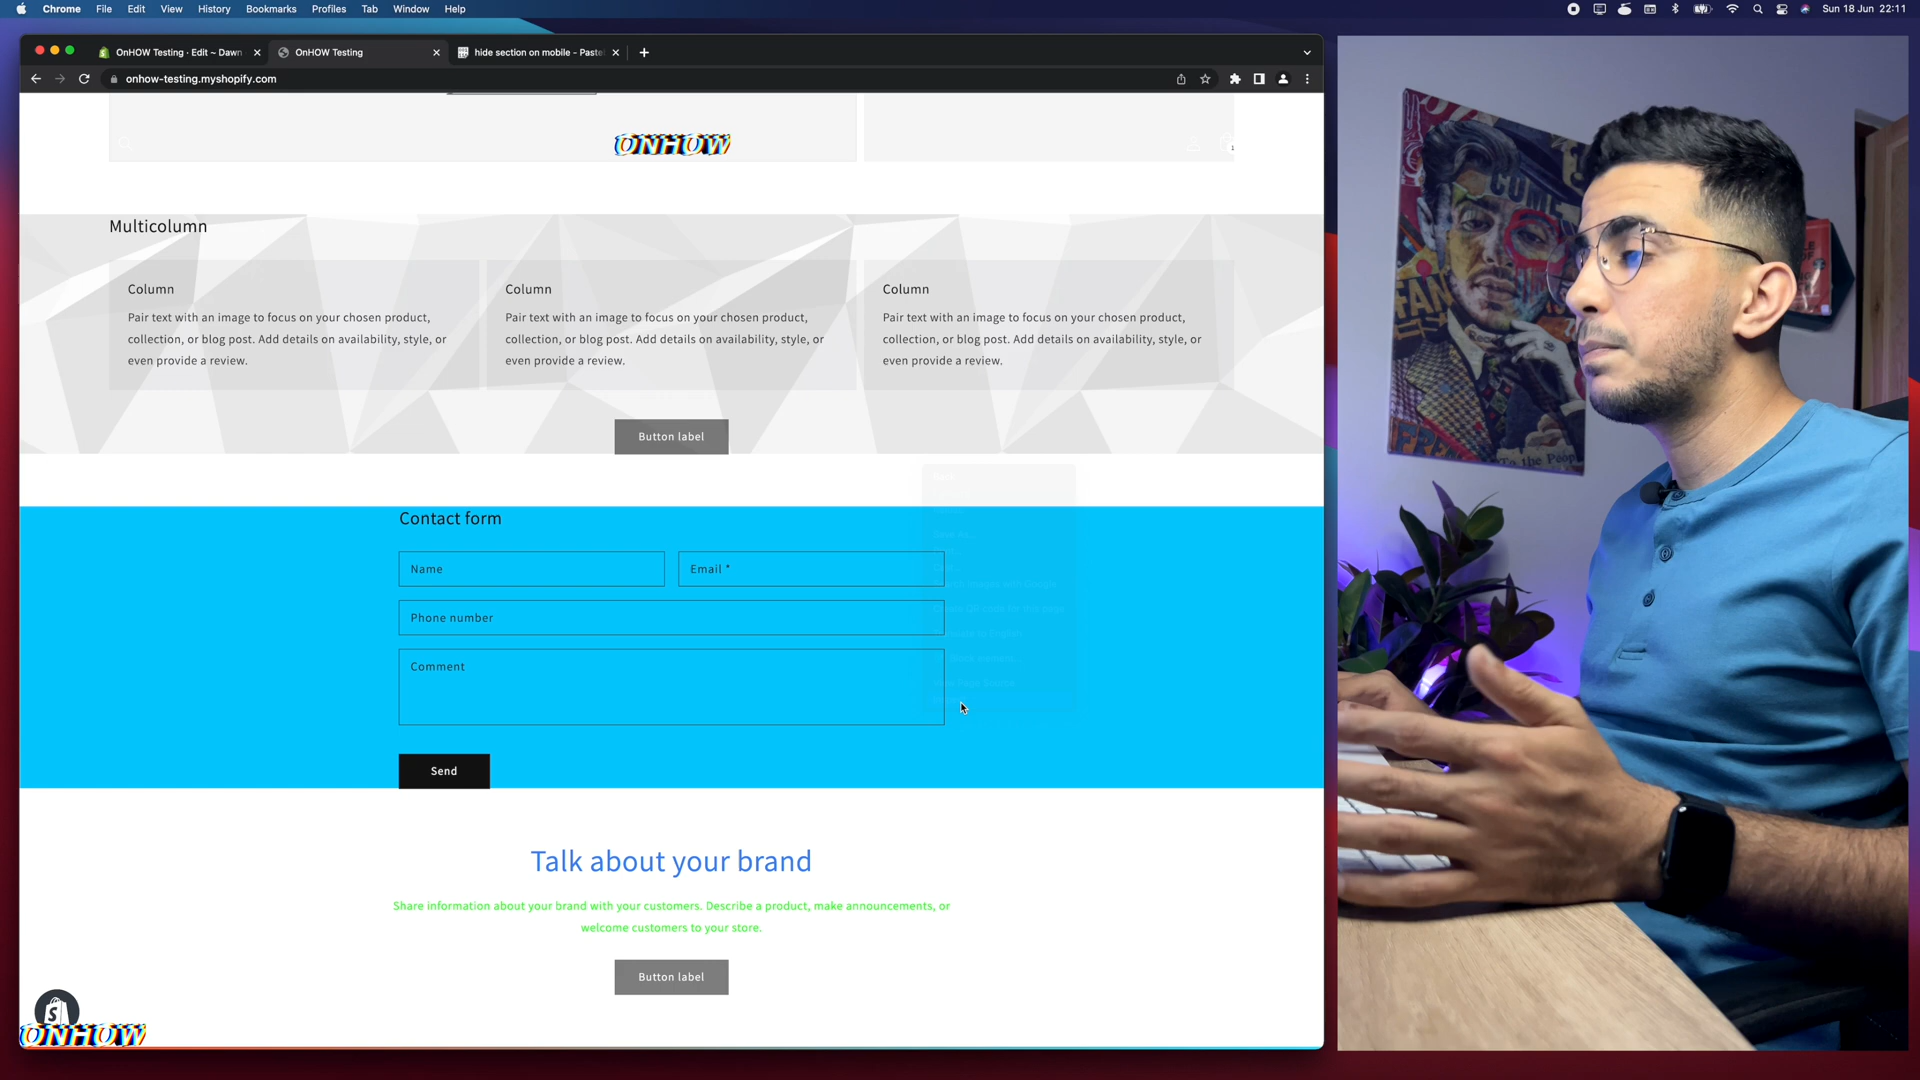 Chrome File Edit View History Bookmarks Profiles Tab Window Help
Sun 18 Jun 22:11
OnHOW Testing · Edit ~ Dawn
OnHOW Testing
hide section on mobile - Paste
onhow-testing.myshopify.com
ONHOW
1
Multicolumn
Column
Pair text with an image to focus on your chosen product,
collection, or blog post. Add details on availability, style, or
even provide a review.
Column
Pair text with an image to focus on your chosen product,
collection, or blog post. Add details on availability, style, or
even provide a review.
Column
Pair text with an image to focus on your chosen product,
collection, or blog post. Add details on availability, style, or
even provide a review.
Button label
Contact form
Name
Email *
Phone number
Comment
Send
Talk about your brand
Share information about your brand with your customers. Describe a product, make announcements, or
welcome customers to your store.
Button label
ONHOW